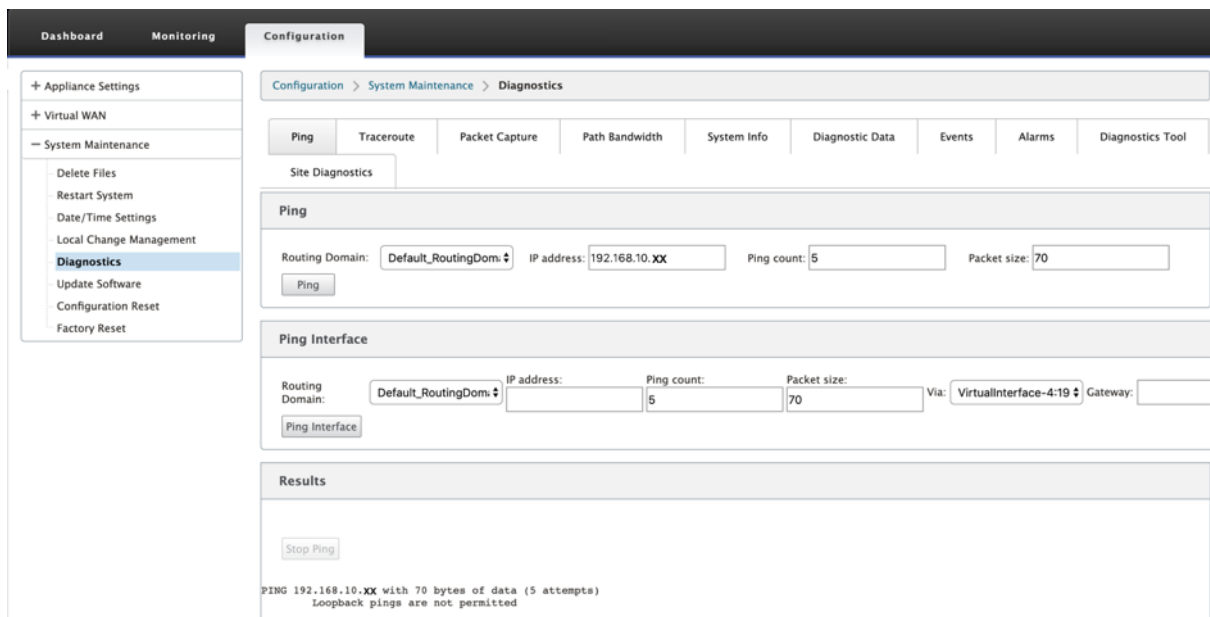 Dashboard Monitoring Configuration
+ Appliance Settings
+ Virtual WAN
− System Maintenance
Delete Files
Restart System
Date/Time Settings
Local Change Management
Diagnostics
Update Software
Configuration Reset
Factory Reset
Configuration > System Maintenance > Diagnostics
Ping Traceroute Packet Capture Path Bandwidth System Info Diagnostic Data Events Alarms Diagnostics Tool
Site Diagnostics
Ping
Routing Domain: Default_RoutingDom: IP address: 192.168.10.xx Ping count: 5 Packet size: 70
Ping
Ping Interface
Routing Domain: Default_RoutingDom: IP address: Ping count: 5 Packet size: 70 Via: VirtualInterface-4:19 Gateway:
Ping Interface
Results
Stop Ping
PING 192.168.10.xx with 70 bytes of data (5 attempts)
Loopback pings are not permitted